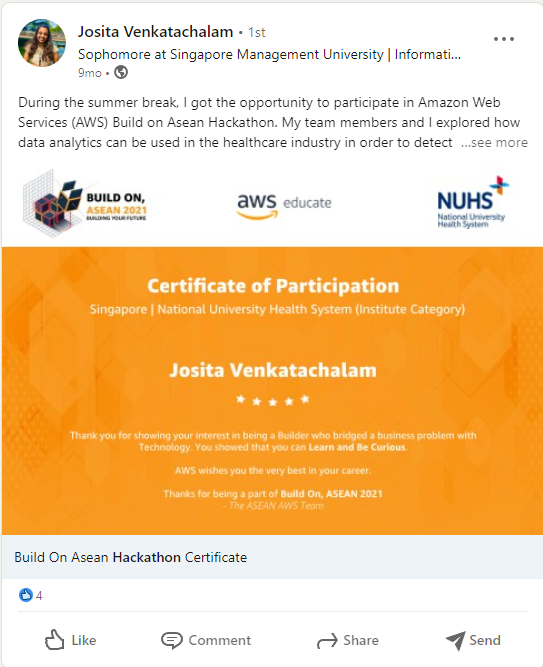 Josita Venkatachalam • 1st
Sophomore at Singapore Management University | Informati...
9mo •
During the summer break, I got the opportunity to participate in Amazon Web
Services (AWS) Build on Asean Hackathon. My team members and I explored how
data analytics can be used in the healthcare industry in order to detect ...see more
BUILD ON,
ASEAN 2021
BUILDING YOUR FUTURE
aws educate
NUHS
National University
Health System
Certificate of Participation
Singapore | National University Health System (Institute Category)
Josita Venkatachalam
Thank you for showing your interest in being a Builder who bridged a business problem with
Technology. You showed that you can Learn and Be Curious.
AWS wishes you the very best in your career.
Thanks for being a part of Build On, ASEAN 2021
- The ASEAN AWS Team
Build On Asean Hackathon Certificate
4
Like Comment Share Send